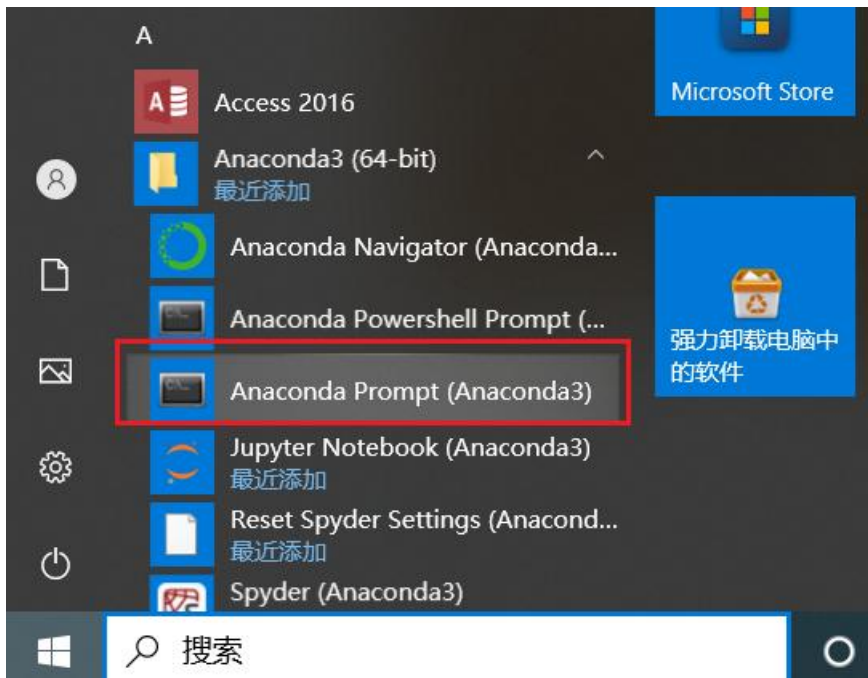 A
Access 2016
Anaconda3 (64-bit)
最近添加
Anaconda Navigator (Anaconda...
Anaconda Powershell Prompt (...
Anaconda Prompt (Anaconda3)
Jupyter Notebook (Anaconda3)
最近添加
Reset Spyder Settings (Anacond...
最近添加
Spyder (Anaconda3)
Microsoft Store
强力卸载电脑中
的软件
搜索